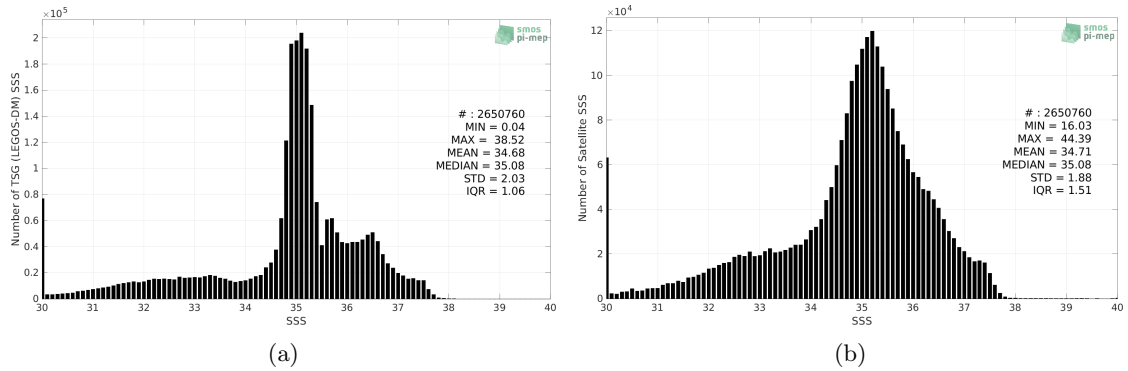 ×10⁵
smos
pi-mep
2
1.8
1.6
1.4
1.2
1
0.8
0.6
0.4
0.2
0
Number of TSG (LEGOS-DM) SSS
# : 2650760
MIN = 0.04
MAX = 38.52
MEAN = 34.68
MEDIAN = 35.08
STD = 2.03
IQR = 1.06
30 31 32 33 34 35 36 37 38 39 40
SSS
(a)
×10⁴
smos
pi-mep
12
10
8
6
4
2
0
Number of Satellite SSS
# : 2650760
MIN = 16.03
MAX = 44.39
MEAN = 34.71
MEDIAN = 35.08
STD = 1.88
IQR = 1.51
30 31 32 33 34 35 36 37 38 39 40
SSS
(b)